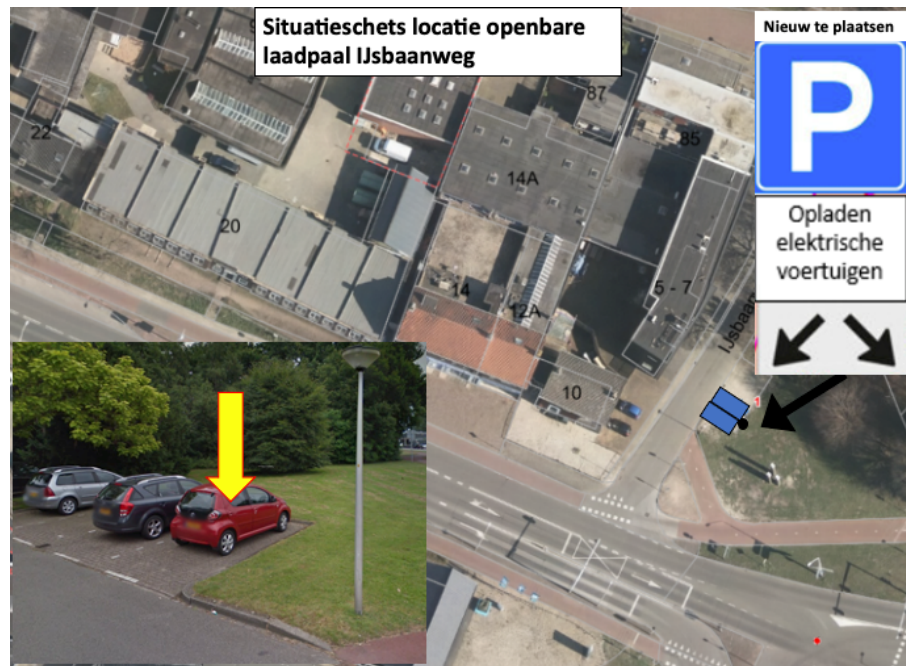 Situatieschets locatie openbare
laadpaal IJsbaanweg
Nieuw te plaatsen
P
Opladen
elektrische
voertuigen
87
85
22
14A
20
14
12A
5 - 7
IJsbaan
10
1